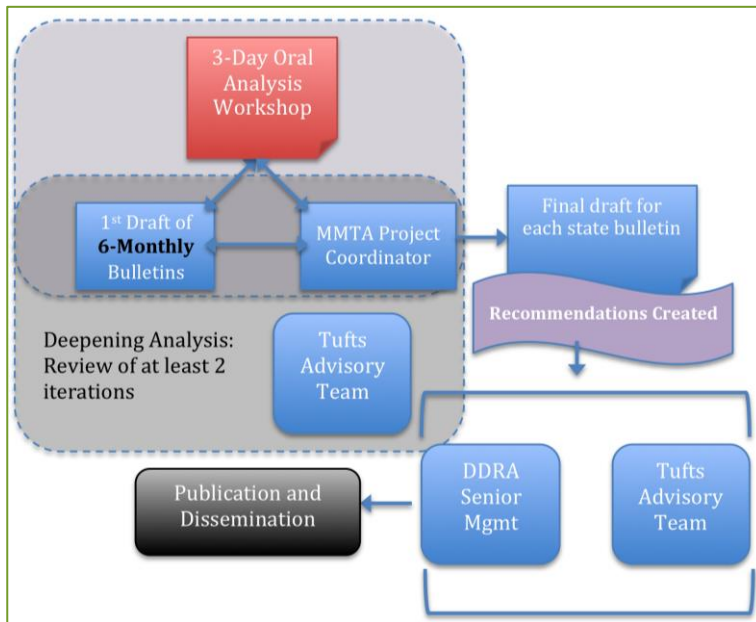 3-Day Oral
Analysis
Workshop
1st Draft of
6-Monthly
Bulletins
MMTA Project
Coordinator
Final draft for
each state bulletin
Recommendations Created
Deepening Analysis:
Review of at least 2
iterations
Tufts
Advisory
Team
DDRA
Senior
Mgmt
Tufts
Advisory
Team
Publication and
Dissemination